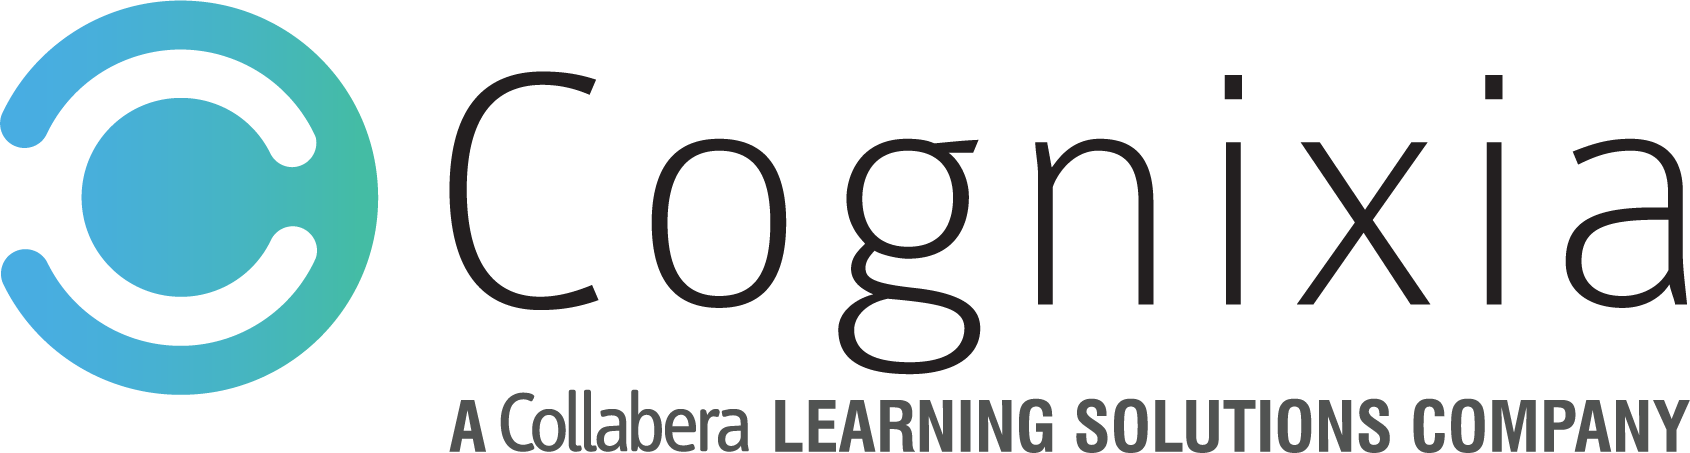 Cognixia
A Collabera LEARNING SOLUTIONS COMPANY